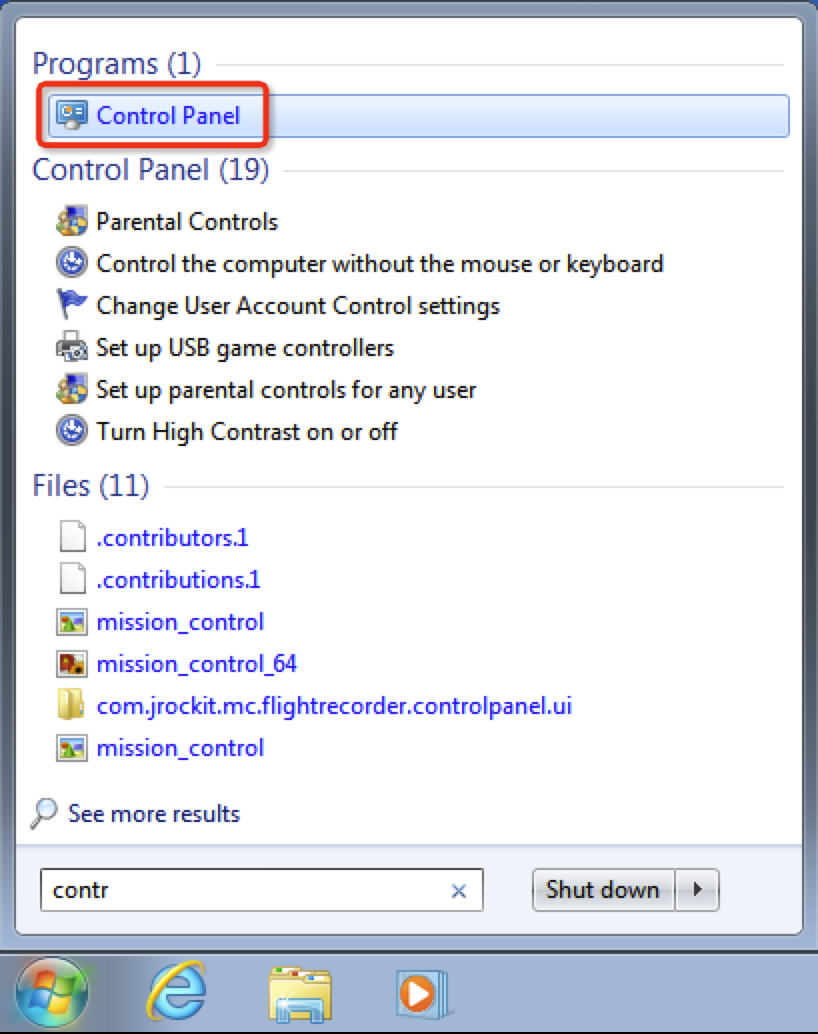 Programs (1)
Control Panel
Control Panel (19)
Parental Controls
Control the computer without the mouse or keyboard
Change User Account Control settings
Set up USB game controllers
Set up parental controls for any user
Turn High Contrast on or off
Files (11)
.contributors.1
.contributions.1
mission_control
mission_control_64
com.jrockit.mc.flightrecorder.controlpanel.ui
mission_control
See more results
contr
Shut down